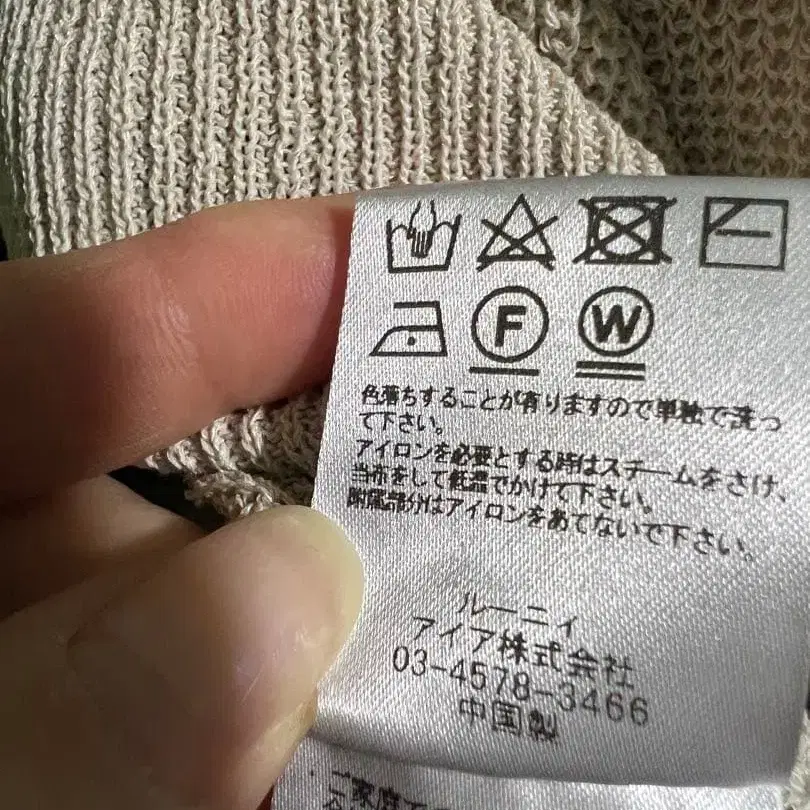 F W
色落ちすることが有りますので単独で洗っ
て下さい。
アイロンを必要とする時はスチームをさけ、
当布をして低温でかけて下さい。
附属部分はアイロンをあてないで下さい。
ルーニィ
アイア株式会社
03-4578-3466
中国製
ご家庭で